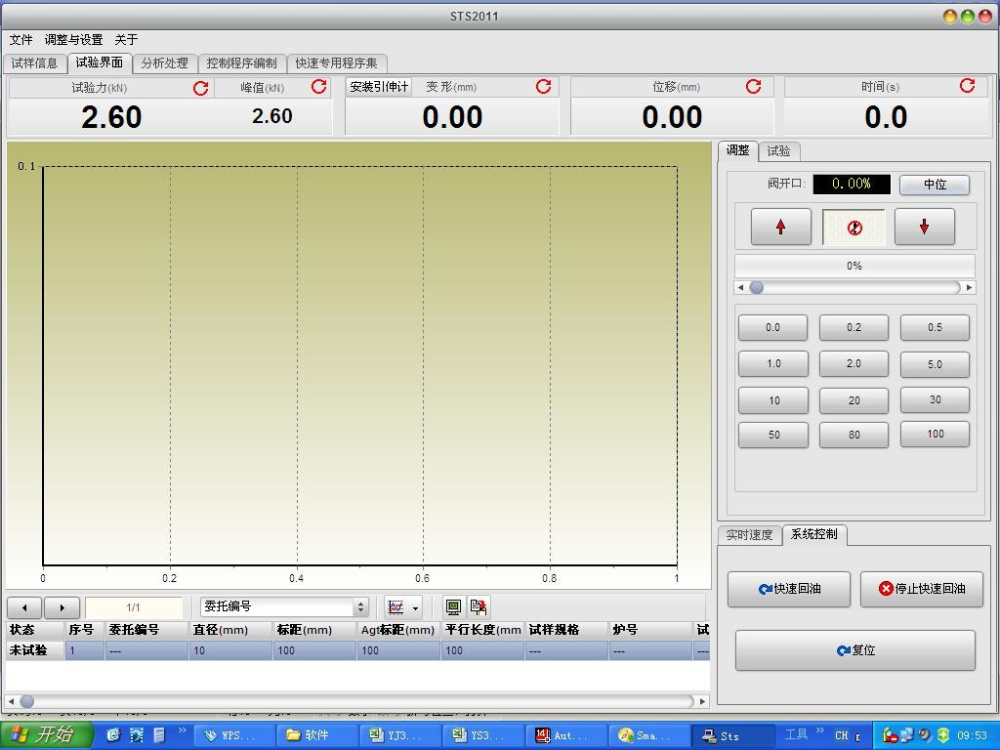 STS2011
文件 调整与设置 关于
试样信息 试验界面 分析处理 控制程序编制 快速专用程序集
试验力(kN) 峰值(kN) 安装引伸计 变形(mm) 位移(mm) 时间(s)
2.60 2.60 0.00 0.00 0.0
调整 试验
0.1
阀开口: 0.00% 中位
0%
0.0 0.2 0.5
1.0 2.0 5.0
10 20 30
50 80 100
实时速度 系统控制
快速回油 停止快速回油
复位
0 0.2 0.4 0.6 0.8 1
1/1 委托编号
状态 序号 委托编号 直径(mm) 标距(mm) Agt标距(mm) 平行长度(mm 试样规格 炉号 试
未试验 1 --- 10 100 100 100 --- --- ---
开始 WPS... 软件 YJ3... YS3... Aut... Sma... Sts 工具 CH 09:53